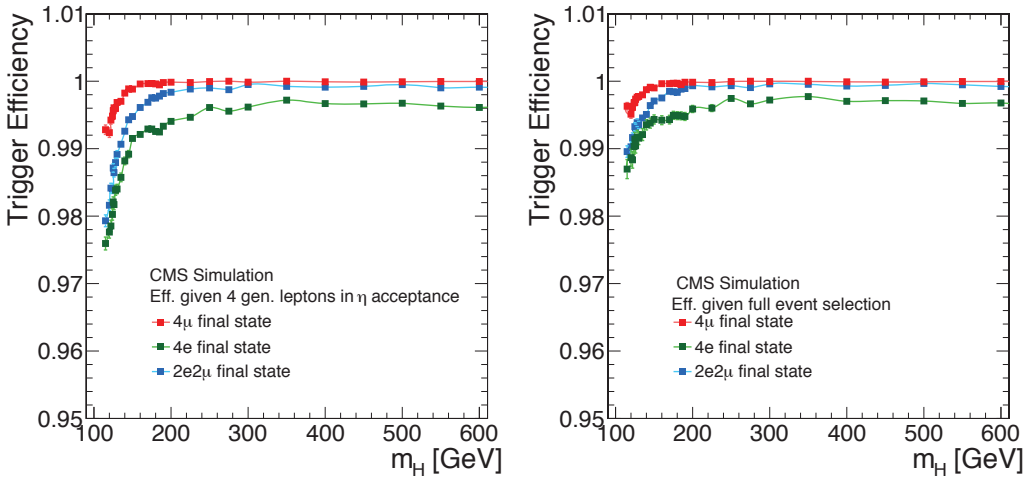 Trigger Efficiency
1.01
1
0.99
0.98
0.97
0.96
0.95
CMS Simulation
Eff. given 4 gen. leptons in η acceptance
4μ final state
4e final state
2e2μ final state
100 200 300 400 500 600
m_H [GeV]
Trigger Efficiency
1.01
1
0.99
0.98
0.97
0.96
0.95
CMS Simulation
Eff. given full event selection
4μ final state
4e final state
2e2μ final state
100 200 300 400 500 600
m_H [GeV]